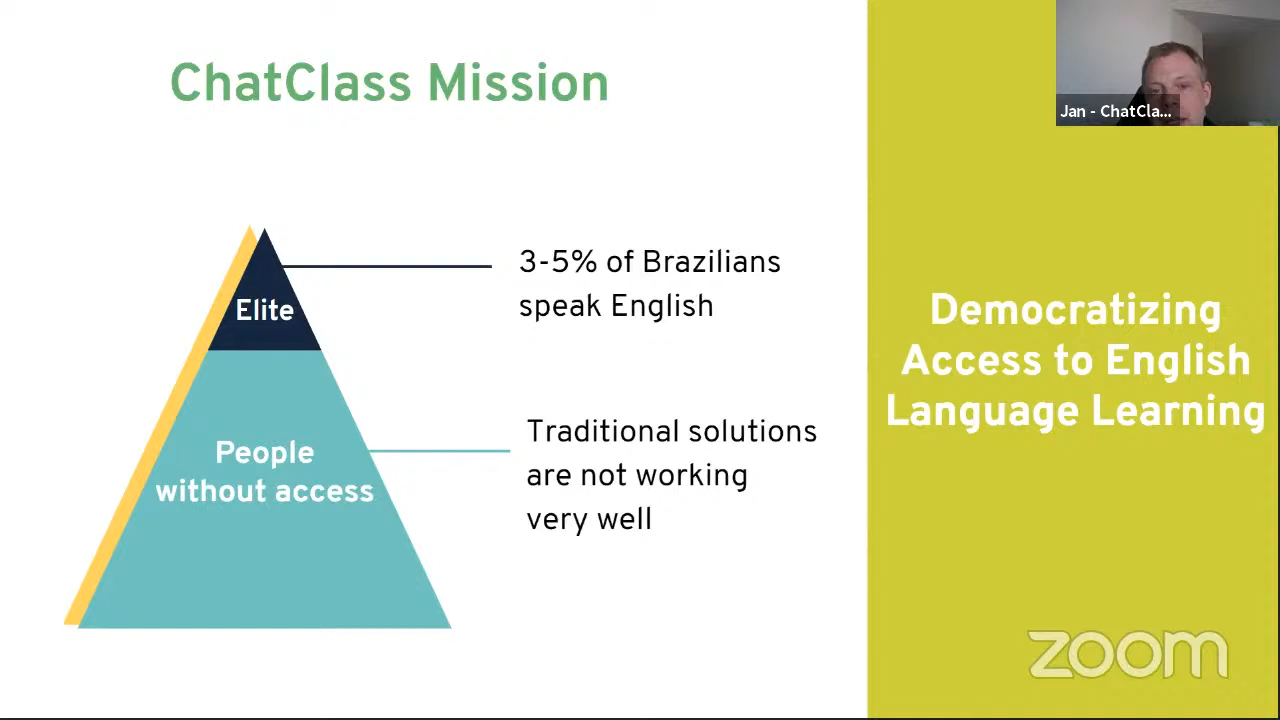 ChatClass Mission
Jan - ChatCla...
Elite
3-5% of Brazilians
speak English
People
without access
Traditional solutions
are not working
very well
Democratizing
Access to English
Language Learning
zoom